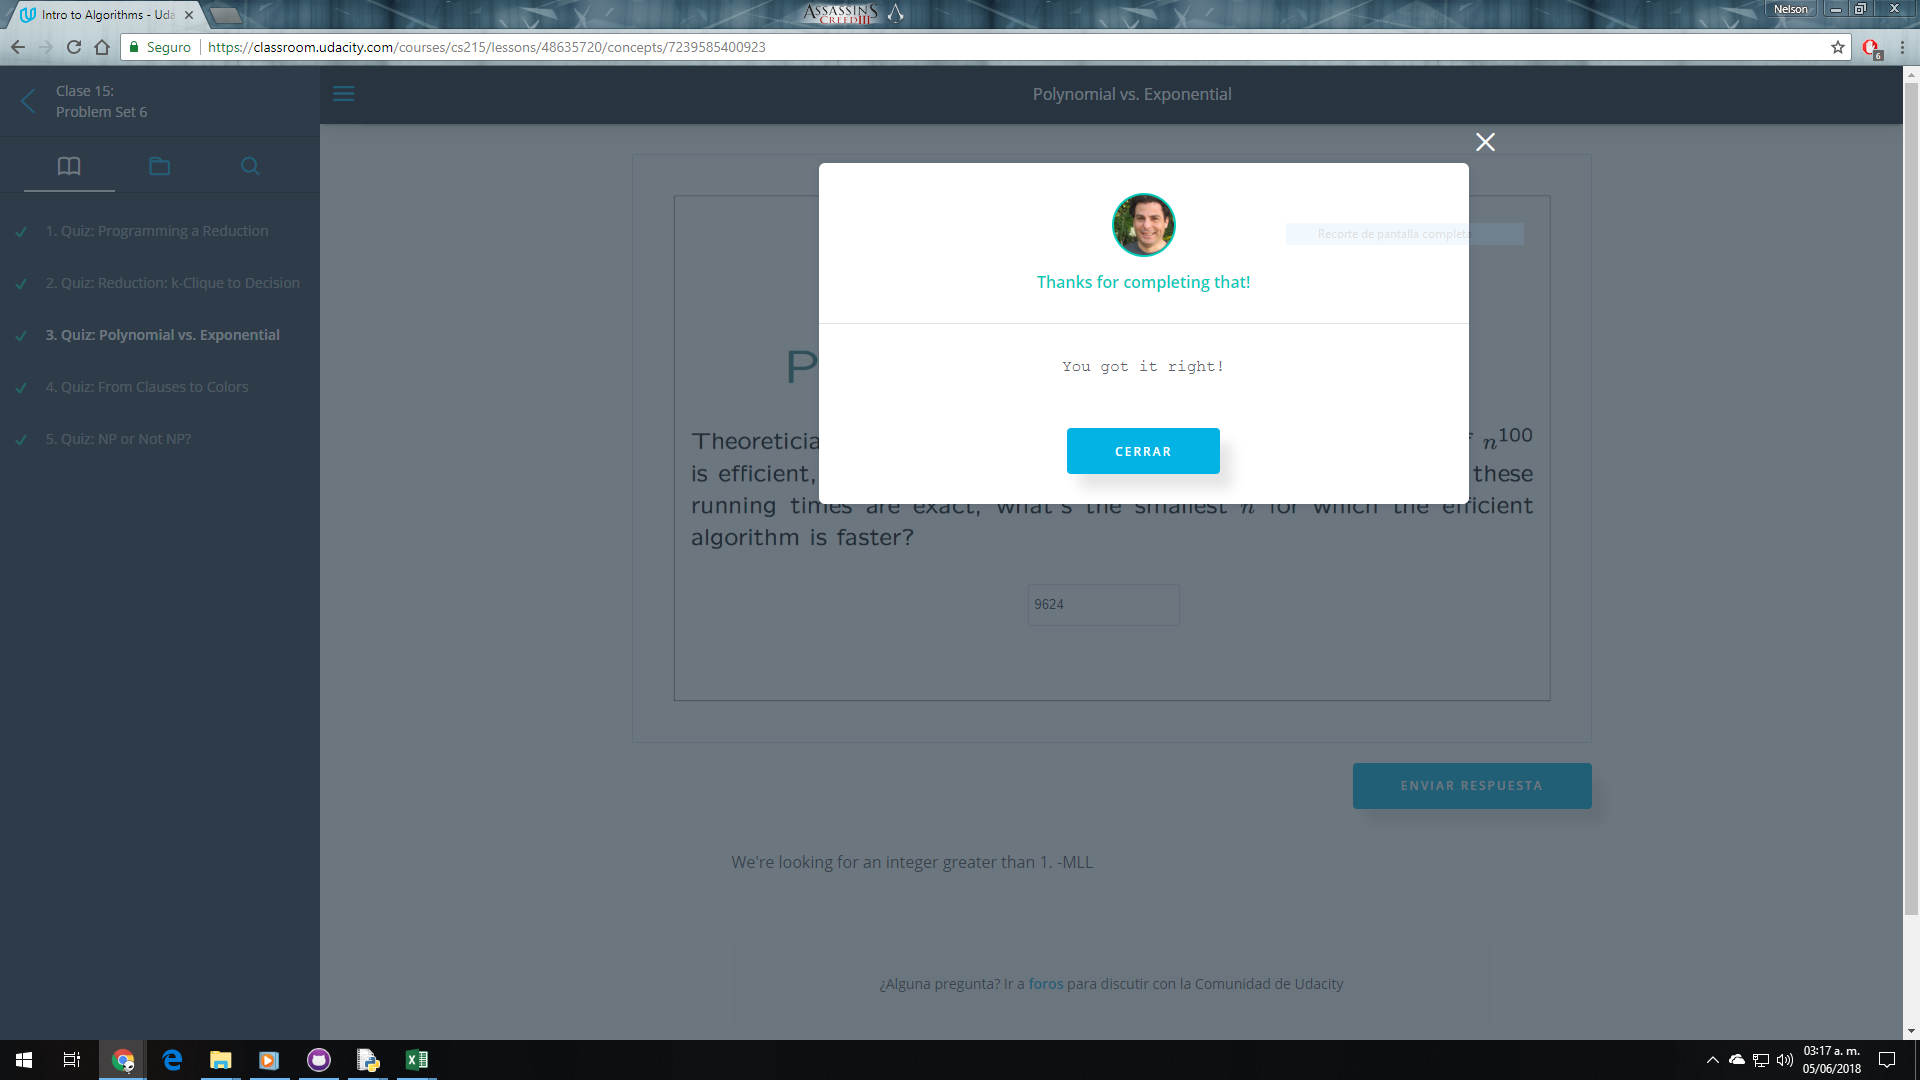 Intro to Algorithms - Uda
ASSASSIN'S
CREED III
Nelson
Seguro
https://classroom.udacity.com/courses/cs215/lessons/48635720/concepts/7239585400923
6
Clase 15:
Problem Set 6
Polynomial vs. Exponential
1. Quiz: Programming a Reduction
2. Quiz: Reduction: k-Clique to Decision
3. Quiz: Polynomial vs. Exponential
4. Quiz: From Clauses to Colors
5. Quiz: NP or Not NP?
Recorte de pantalla completa
Thanks for completing that!
You got it right!
CERRAR
P
Theoreticia n^100
is efficient, these
running times are exact, what's the smallest n for which the efficient
algorithm is faster?
9624
ENVIAR RESPUESTA
We're looking for an integer greater than 1. -MLL
¿Alguna pregunta? Ir a foros para discutir con la Comunidad de Udacity
03:17 a. m.
05/06/2018